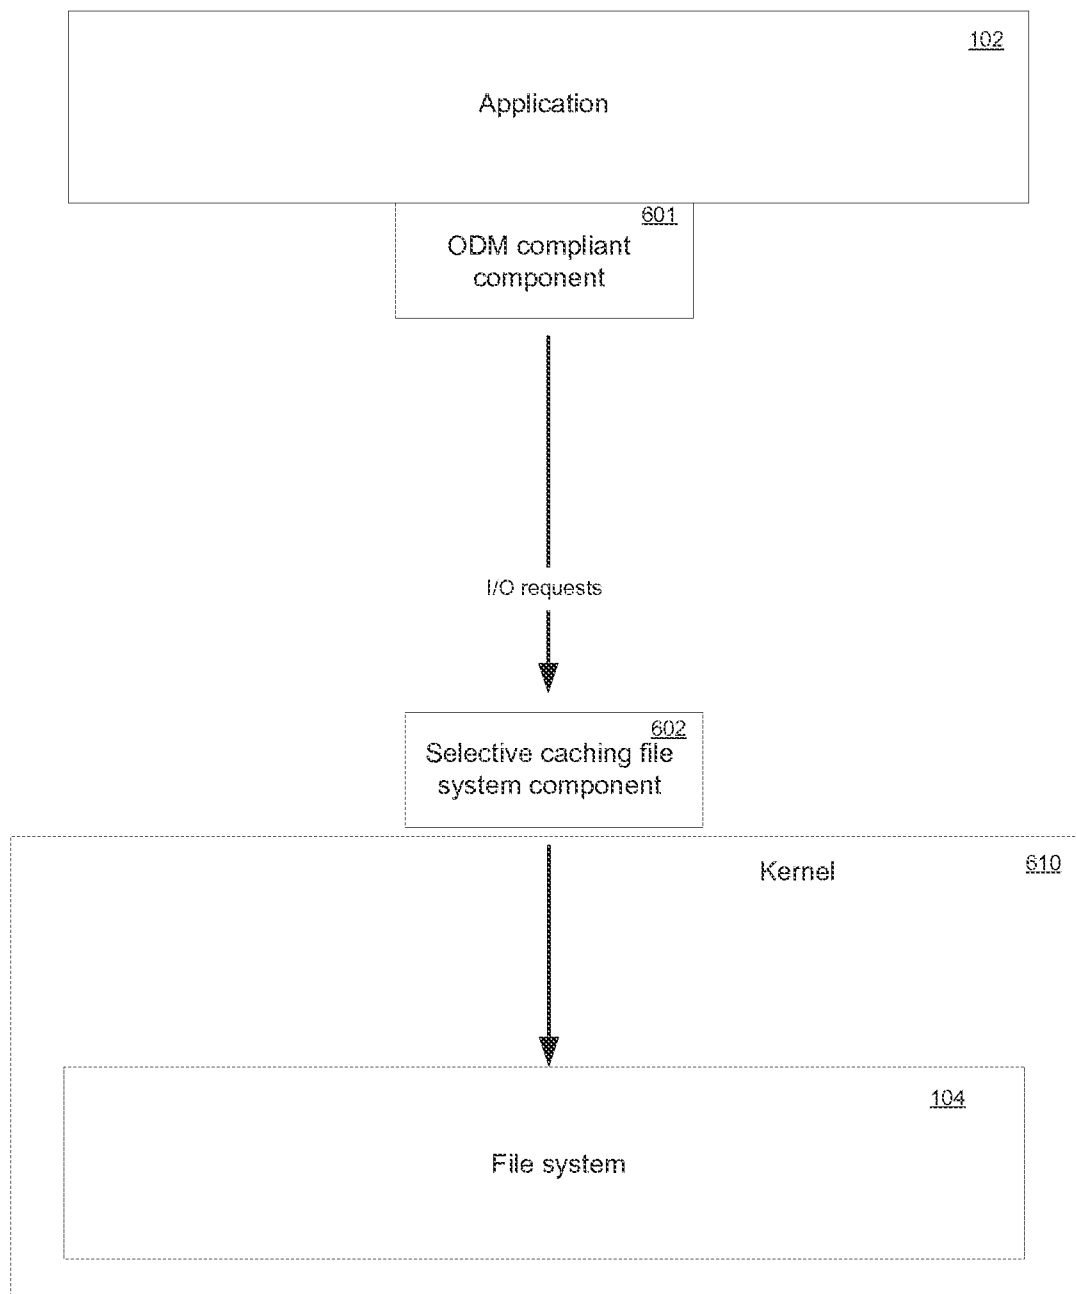 102
Application
601
ODM compliant
component
I/O requests
602
Selective caching file
system component
Kernel
610
104
File system